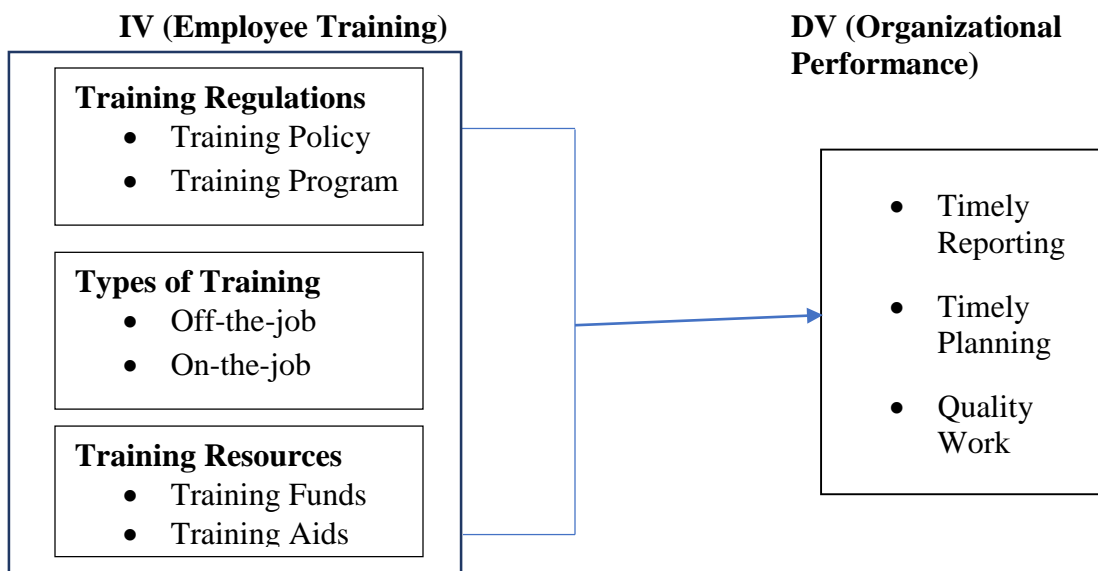 IV (Employee Training)
Training Regulations
• Training Policy
• Training Program
Types of Training
• Off-the-job
• On-the-job
Training Resources
• Training Funds
• Training Aids
DV (Organizational
Performance)
• Timely
Reporting
• Timely
Planning
• Quality
Work